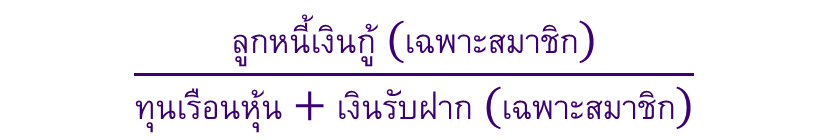 ลูกหนี้เงินกู้ (เฉพาะสมาชิก)
ทุนเรือนหุ้น + เงินรับฝาก (เฉพาะสมาชิก)